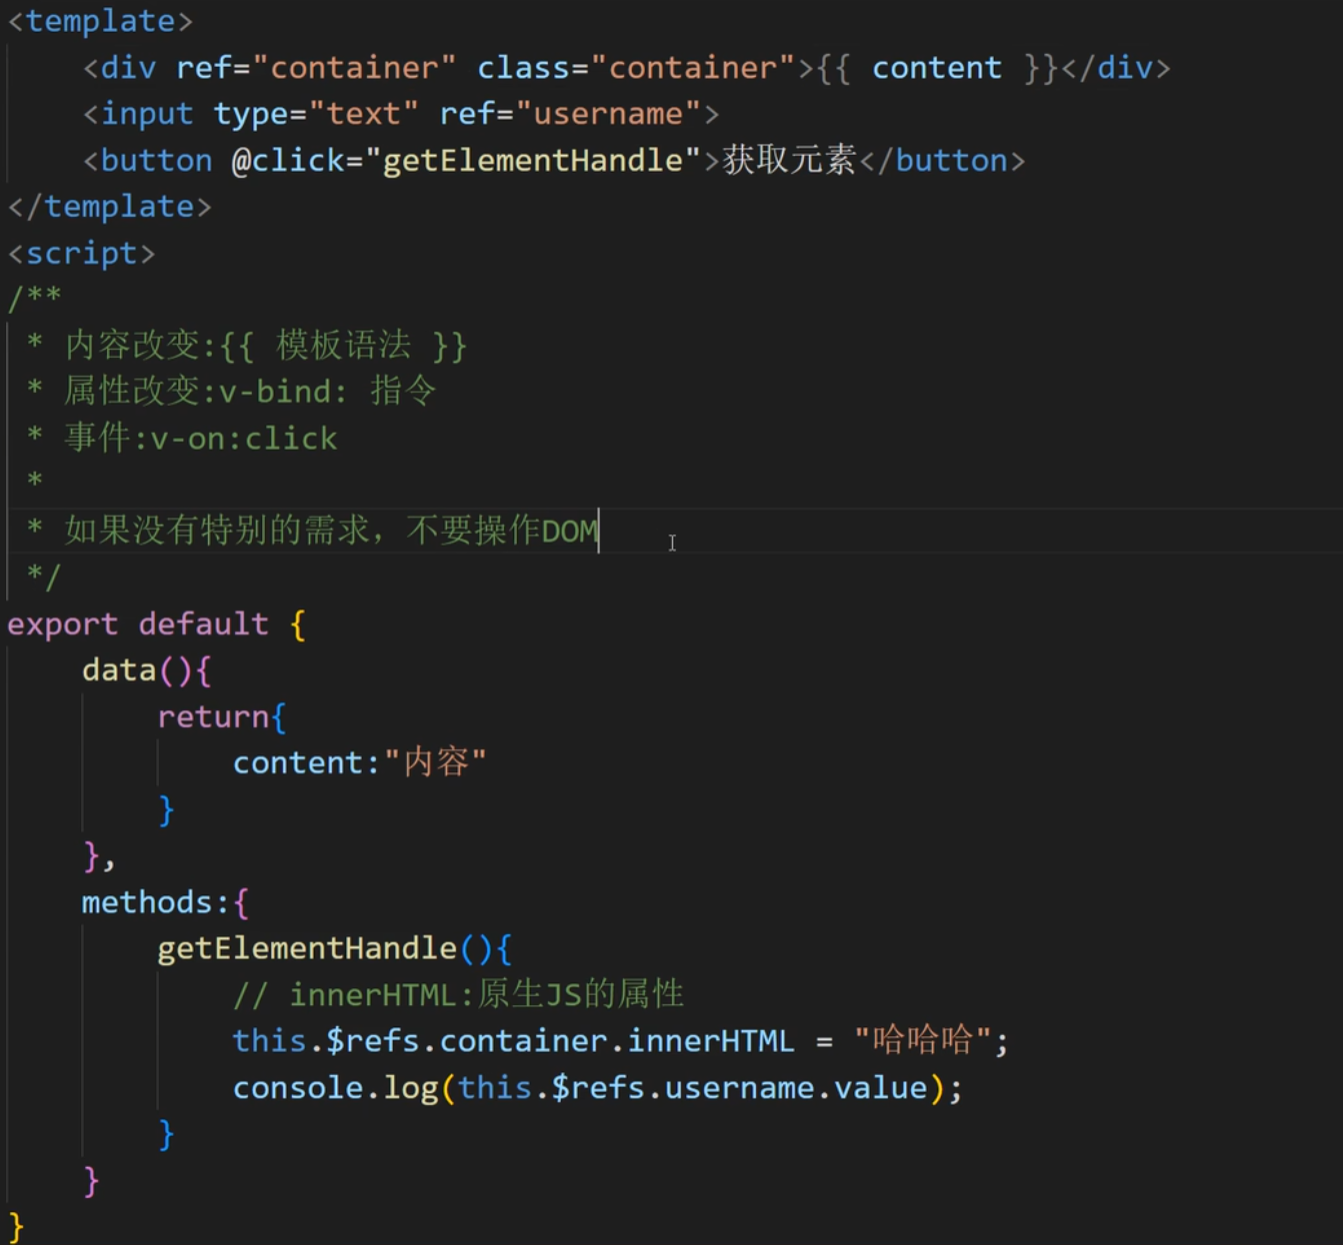 <template>
    <div ref="container" class="container">{{ content }}</div>
    <input type="text" ref="username">
    <button @click="getElementHandle">获取元素</button>
</template>
<script>
/**
 * 内容改变:{{ 模板语法 }}
 * 属性改变:v-bind: 指令
 * 事件:v-on:click
 *
 * 如果没有特别的需求，不要操作DOM
 */
export default {
    data(){
        return{
            content:"内容"
        }
    },
    methods:{
        getElementHandle(){
            // innerHTML:原生JS的属性
            this.$refs.container.innerHTML = "哈哈哈";
            console.log(this.$refs.username.value);
        }
    }
}